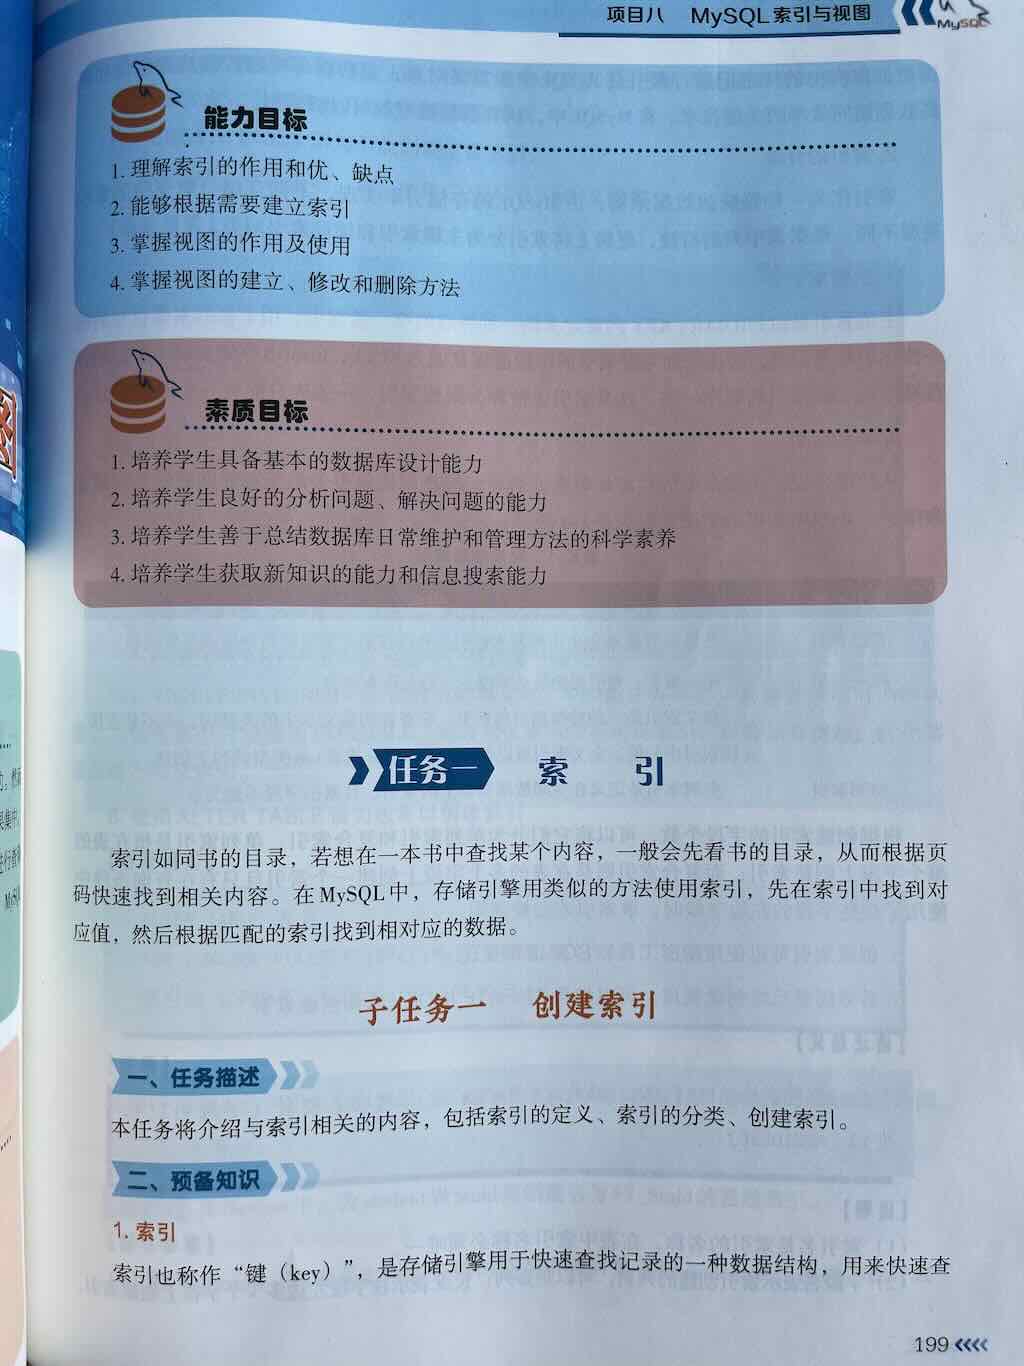 项目八 MySQL 索引与视图
MySQL
能力目标
1. 理解索引的作用和优、缺点
2. 能够根据需要建立索引
3. 掌握视图的作用及使用
4. 掌握视图的建立、修改和删除方法
素质目标
1. 培养学生具备基本的数据库设计能力
2. 培养学生良好的分析问题、解决问题的能力
3. 培养学生善于总结数据库日常维护和管理方法的科学素养
4. 培养学生获取新知识的能力和信息搜索能力
任务一 索 引
索引如同书的目录，若想在一本书中查找某个内容，一般会先看书的目录，从而根据页
码快速找到相关内容。在 MySQL 中，存储引擎用类似的方法使用索引，先在索引中找到对
应值，然后根据匹配的索引找到相对应的数据。
子任务一 创建索引
一、任务描述
本任务将介绍与索引相关的内容，包括索引的定义、索引的分类、创建索引。
二、预备知识
1. 索引
索引也称作“键（key）”，是存储引擎用于快速查找记录的一种数据结构，用来快速查
199